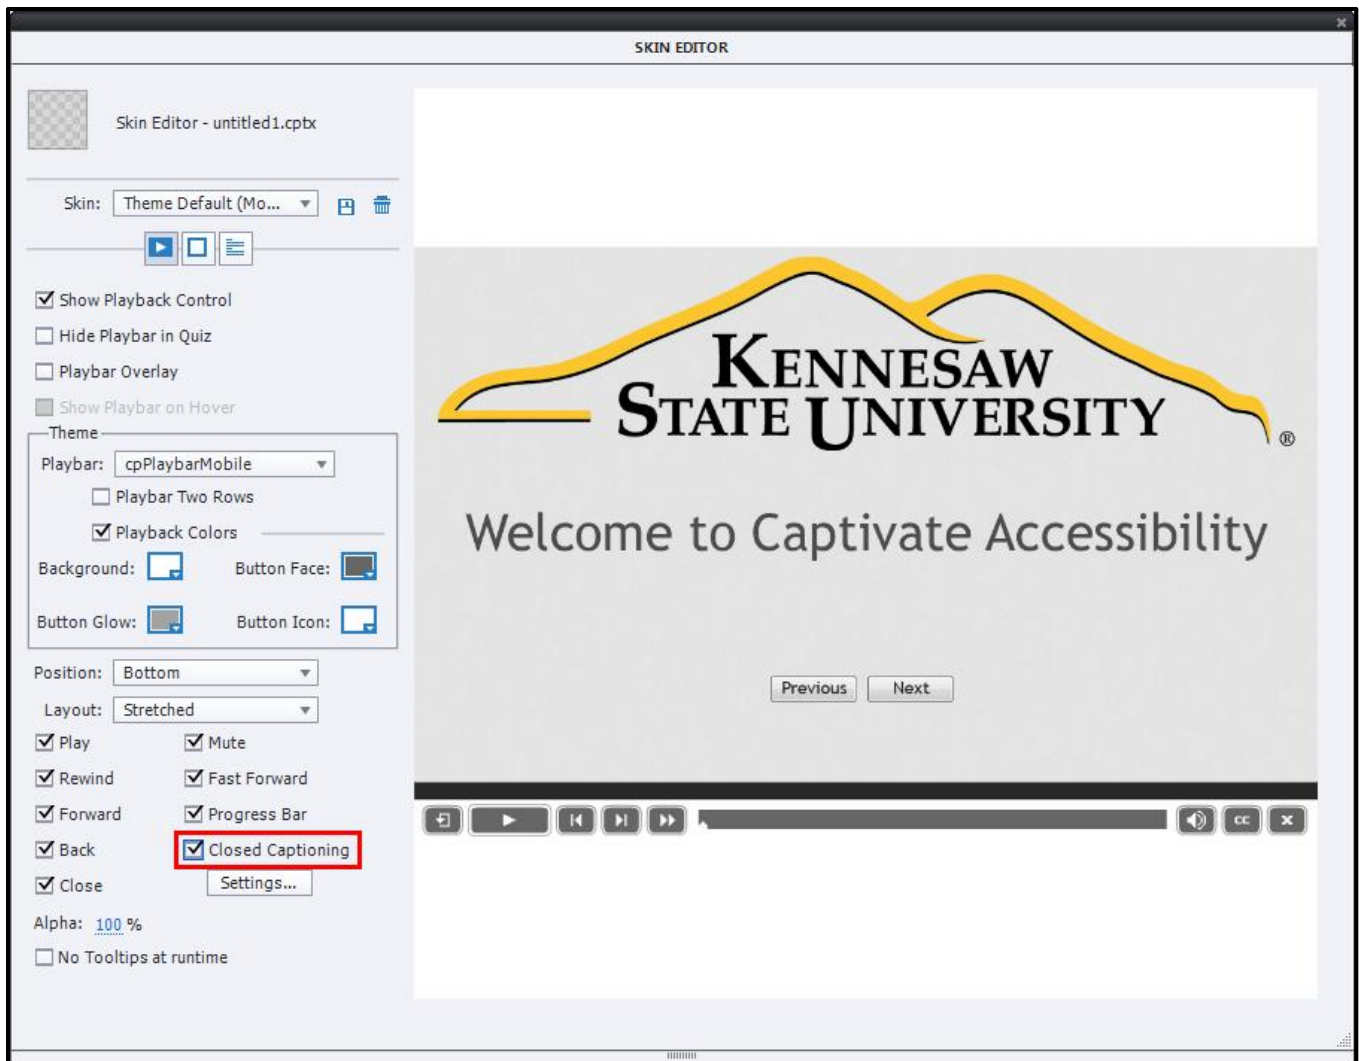 SKIN EDITOR
Skin Editor - untitled1.cptx
Skin: Theme Default (Mo...
Show Playback Control
Hide Playbar in Quiz
Playbar Overlay
Show Playbar on Hover
Theme
Playbar: cpPlaybarMobile
Playbar Two Rows
Playback Colors
Background: Button Face:
Button Glow: Button Icon:
Position: Bottom
Layout: Stretched
Play Mute
Rewind Fast Forward
Forward Progress Bar
Back Closed Captioning
Close Settings...
Alpha: 100 %
No Tooltips at runtime
KENNESAW
STATE UNIVERSITY ®
Welcome to Captivate Accessibility
Previous Next
CC